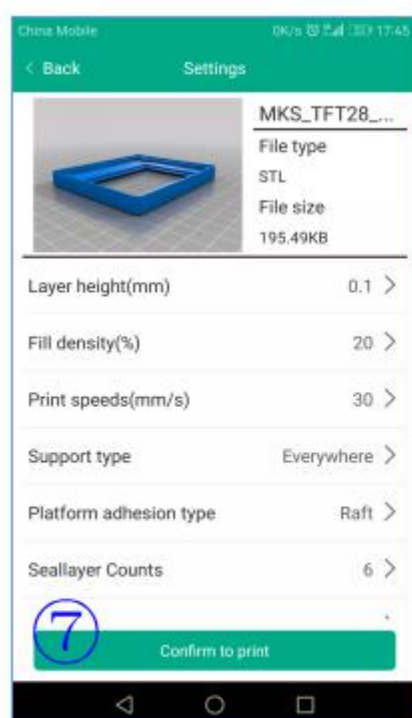 China Mobile 0K/s 17:45
< Back Settings
MKS_TFT28_...
File type
STL
File size
195.49KB
Layer height(mm) 0.1 >
Fill density(%) 20 >
Print speeds(mm/s) 30 >
Support type Everywhere >
Platform adhesion type Raft >
Seallayer Counts 6 >
7
Confirm to print